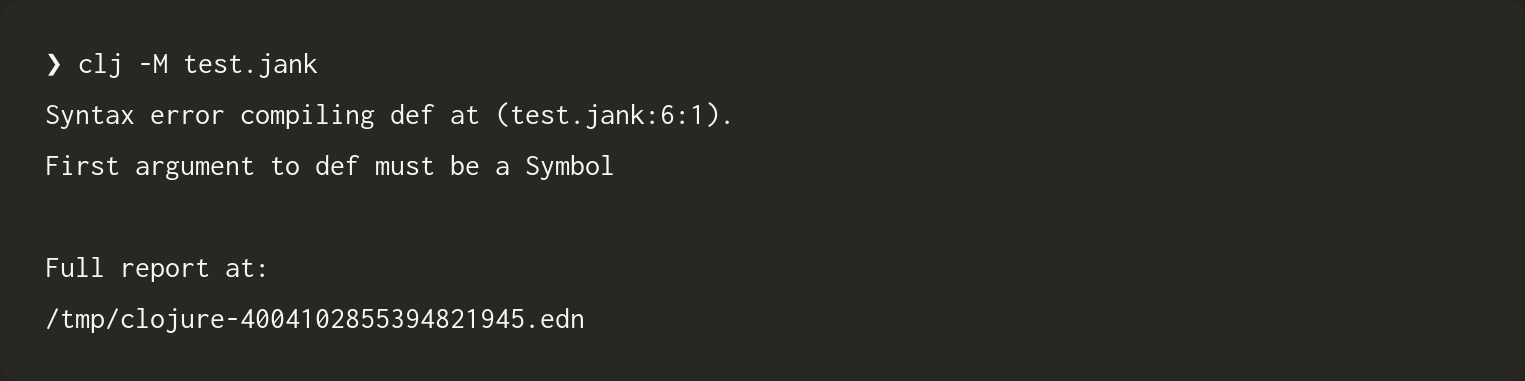 ❯ clj -M test.jank
Syntax error compiling def at (test.jank:6:1).
First argument to def must be a Symbol
Full report at:
/tmp/clojure-4004102855394821945.edn